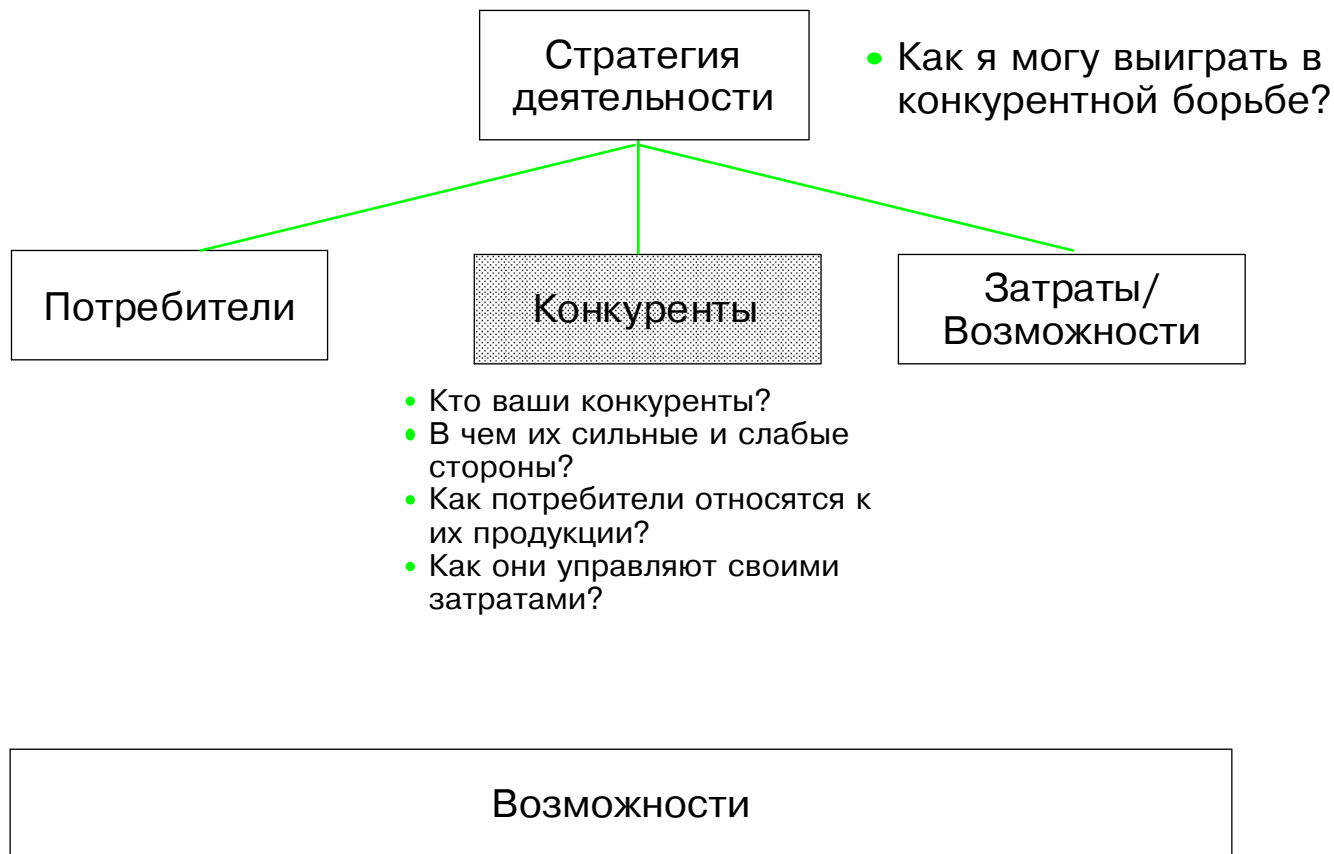 Стратегия
деятельности
• Как я могу выиграть в
конкурентной борьбе?
Потребители
Конкуренты
Затраты/
Возможности
• Кто ваши конкуренты?
• В чем их сильные и слабые
стороны?
• Как потребители относятся к
их продукции?
• Как они управляют своими
затратами?
Возможности